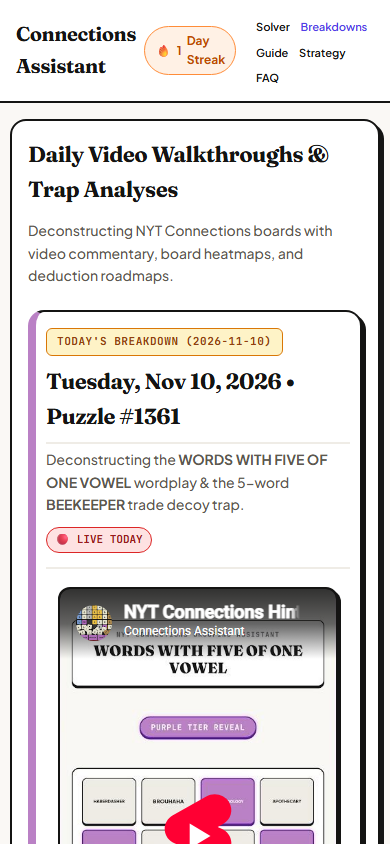 Connections
Assistant
1
Day
Streak
Solver Breakdowns
Guide Strategy
FAQ
Daily Video Walkthroughs &
Trap Analyses
Deconstructing NYT Connections boards with
video commentary, board heatmaps, and
deduction roadmaps.
TODAY'S BREAKDOWN (2026-11-10)
Tuesday, Nov 10, 2026 •
Puzzle #1361
Deconstructing the WORDS WITH FIVE OF
ONE VOWEL wordplay & the 5-word
BEEKEEPER trade decoy trap.
LIVE TODAY
NYT Connections Hin
Connections Assistant
WORDS WITH FIVE OF ONE
VOWEL
PURPLE TIER REVEAL
HABERDASHER BROUHAHA APOTHECARY